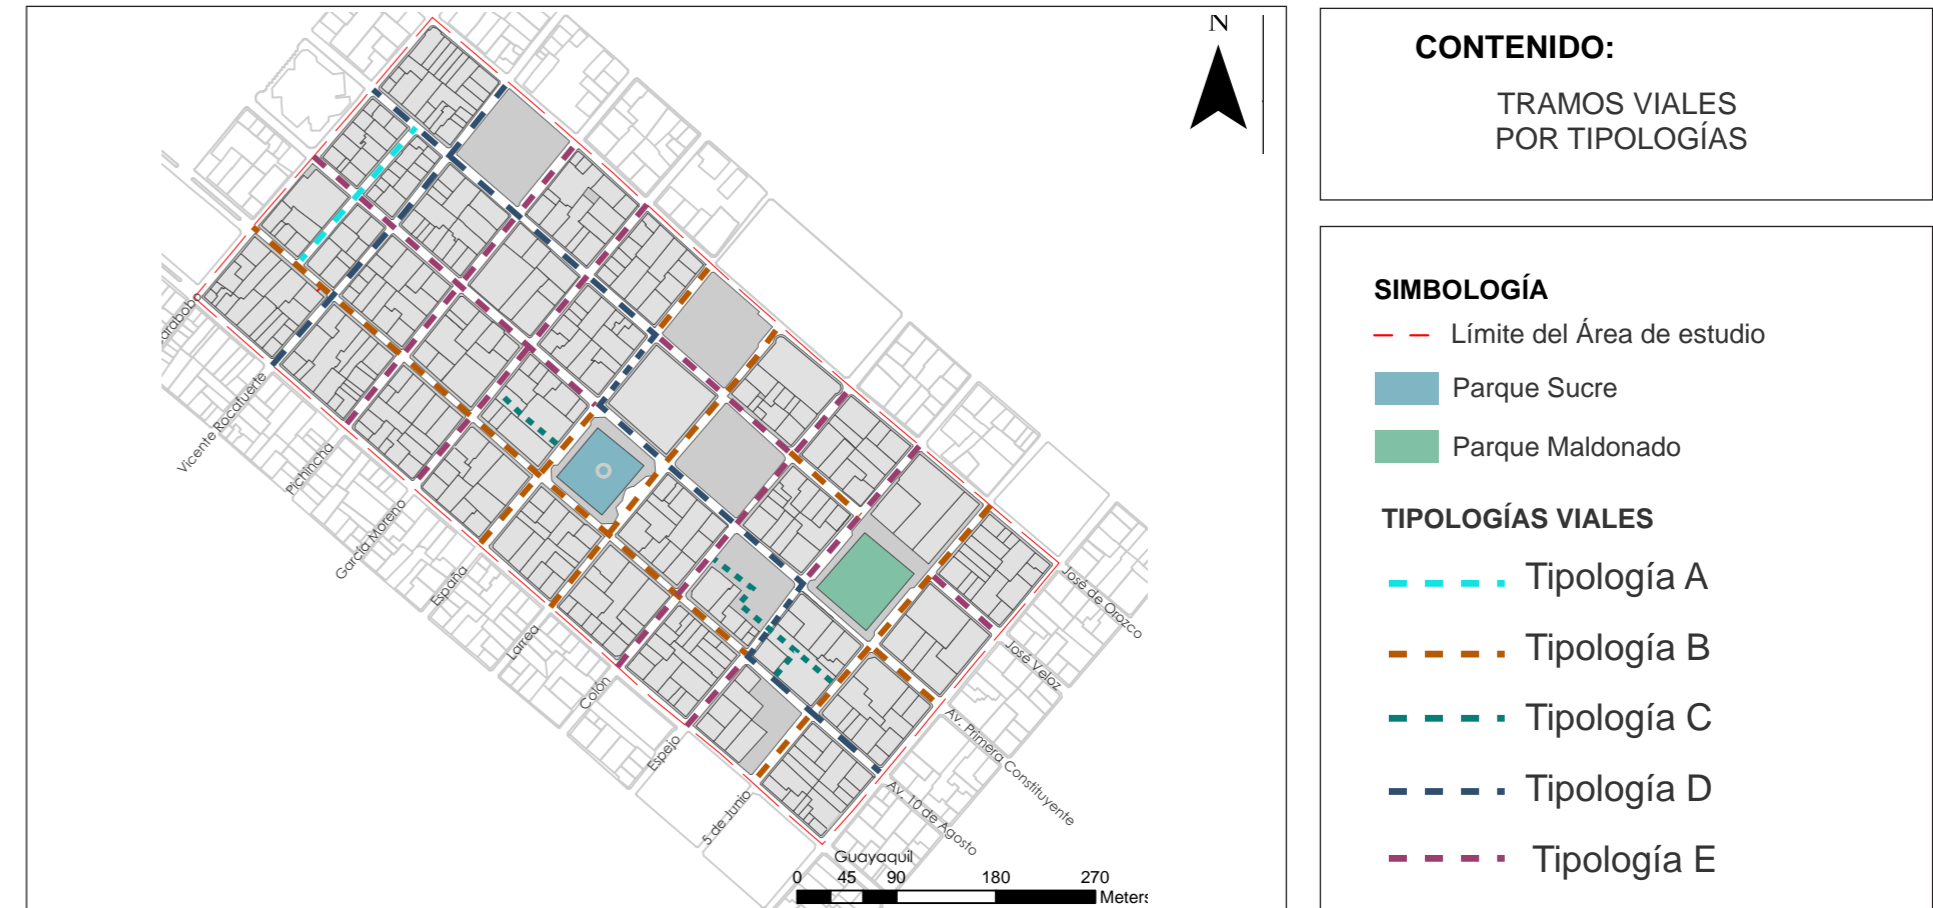 N
CONTENIDO:
TRAMOS VIALES
POR TIPOLOGÍAS
SIMBOLOGÍA
Límite del Área de estudio
Parque Sucre
Parque Maldonado
TIPOLOGÍAS VIALES
Tipología A
Tipología B
Tipología C
Tipología D
Tipología E
arabobo
Vicente Rocafuerte
Pichincha
García Moreno
España
Larrea
Colón
Espejo
5 de Junio
José de Orozco
José Veloz
Av. Primera Constituyente
Av. 10 de Agosto
Guayaquil
0 45 90 180 270
Meters